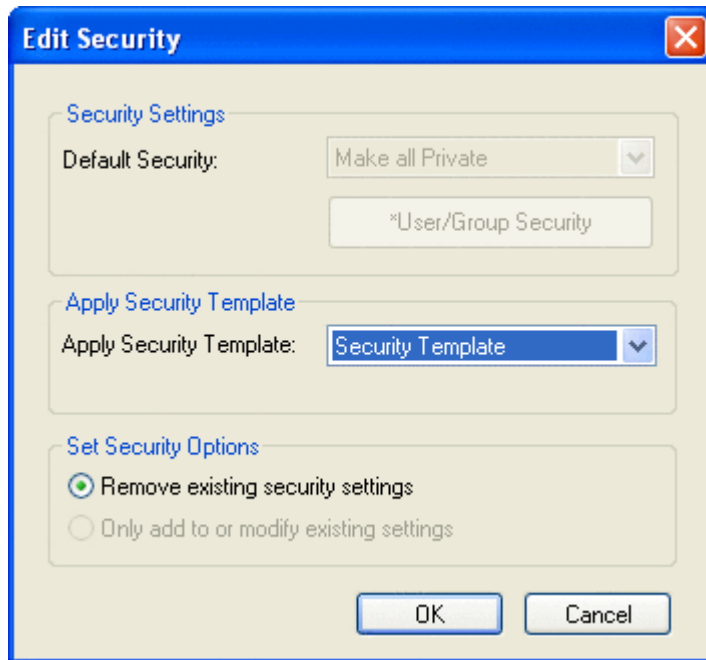 Edit Security
Security Settings
Default Security: Make all Private
*User/Group Security
Apply Security Template
Apply Security Template: Security Template
Set Security Options
Remove existing security settings
Only add to or modify existing settings
OK Cancel